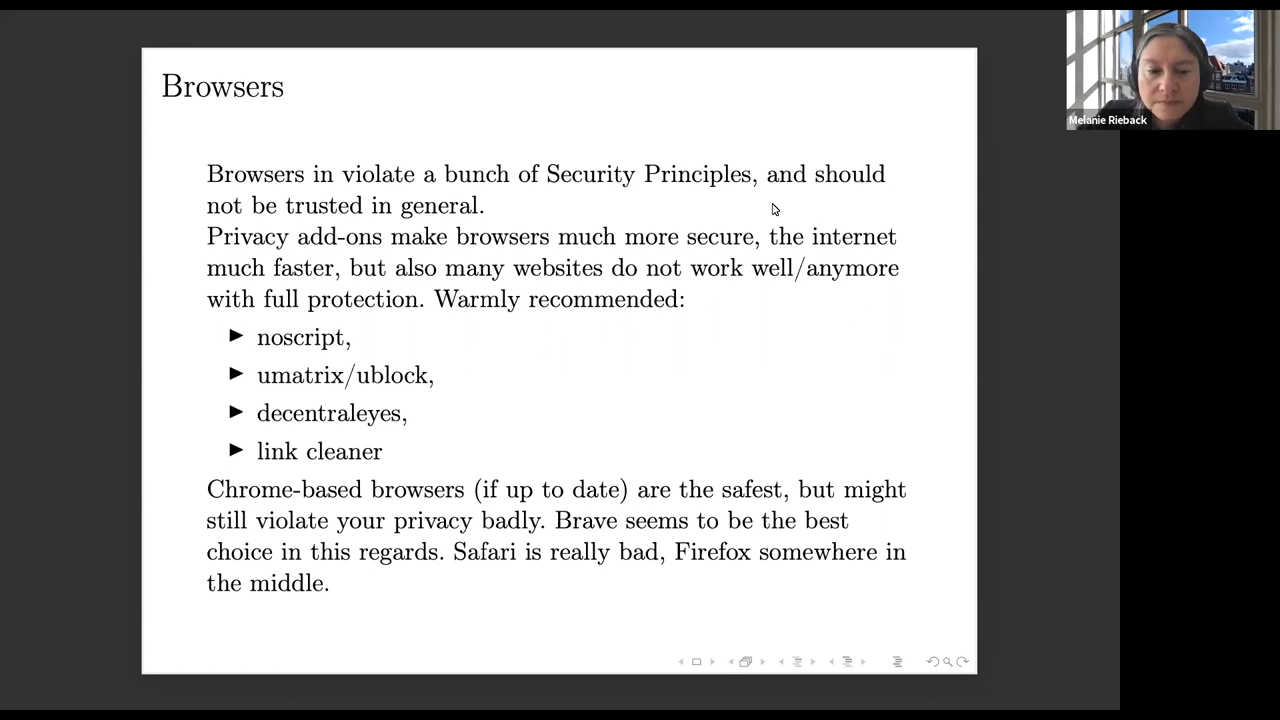 Browsers
Melanie Rieback
Browsers in violate a bunch of Security Principles, and should
not be trusted in general.
Privacy add-ons make browsers much more secure, the internet
much faster, but also many websites do not work well/anymore
with full protection. Warmly recommended:
noscript,
umatrix/ublock,
decentraleyes,
link cleaner
Chrome-based browsers (if up to date) are the safest, but might
still violate your privacy badly. Brave seems to be the best
choice in this regards. Safari is really bad, Firefox somewhere in
the middle.